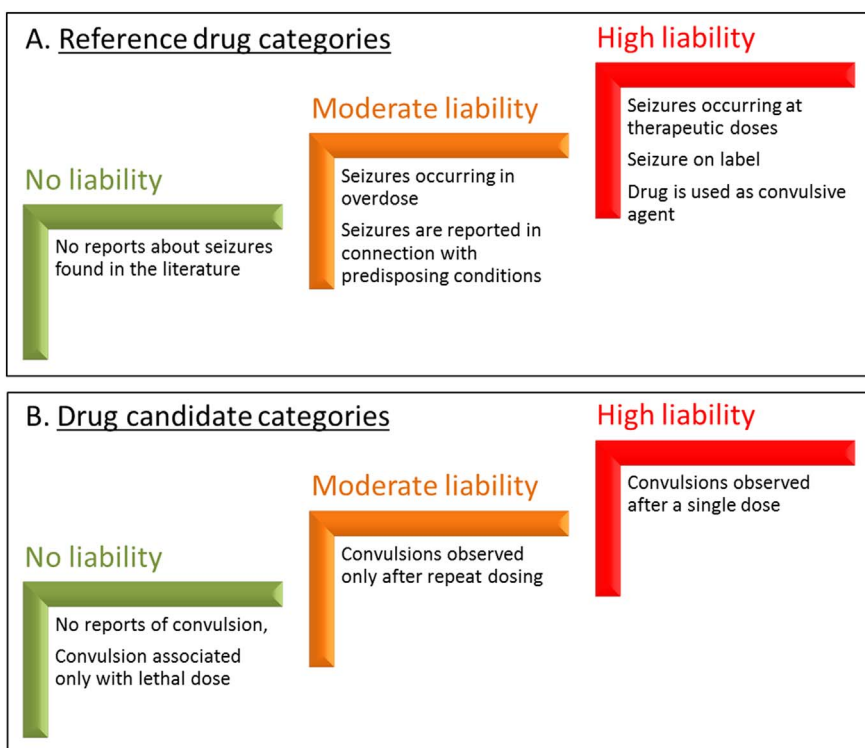 A. Reference drug categories
No liability
No reports about seizures
found in the literature
Moderate liability
Seizures occurring in
overdose
Seizures are reported in
connection with
predisposing conditions
High liability
Seizures occurring at
therapeutic doses
Seizure on label
Drug is used as convulsive
agent
B. Drug candidate categories
No liability
No reports of convulsion,
Convulsion associated
only with lethal dose
Moderate liability
Convulsions observed
only after repeat dosing
High liability
Convulsions observed
after a single dose